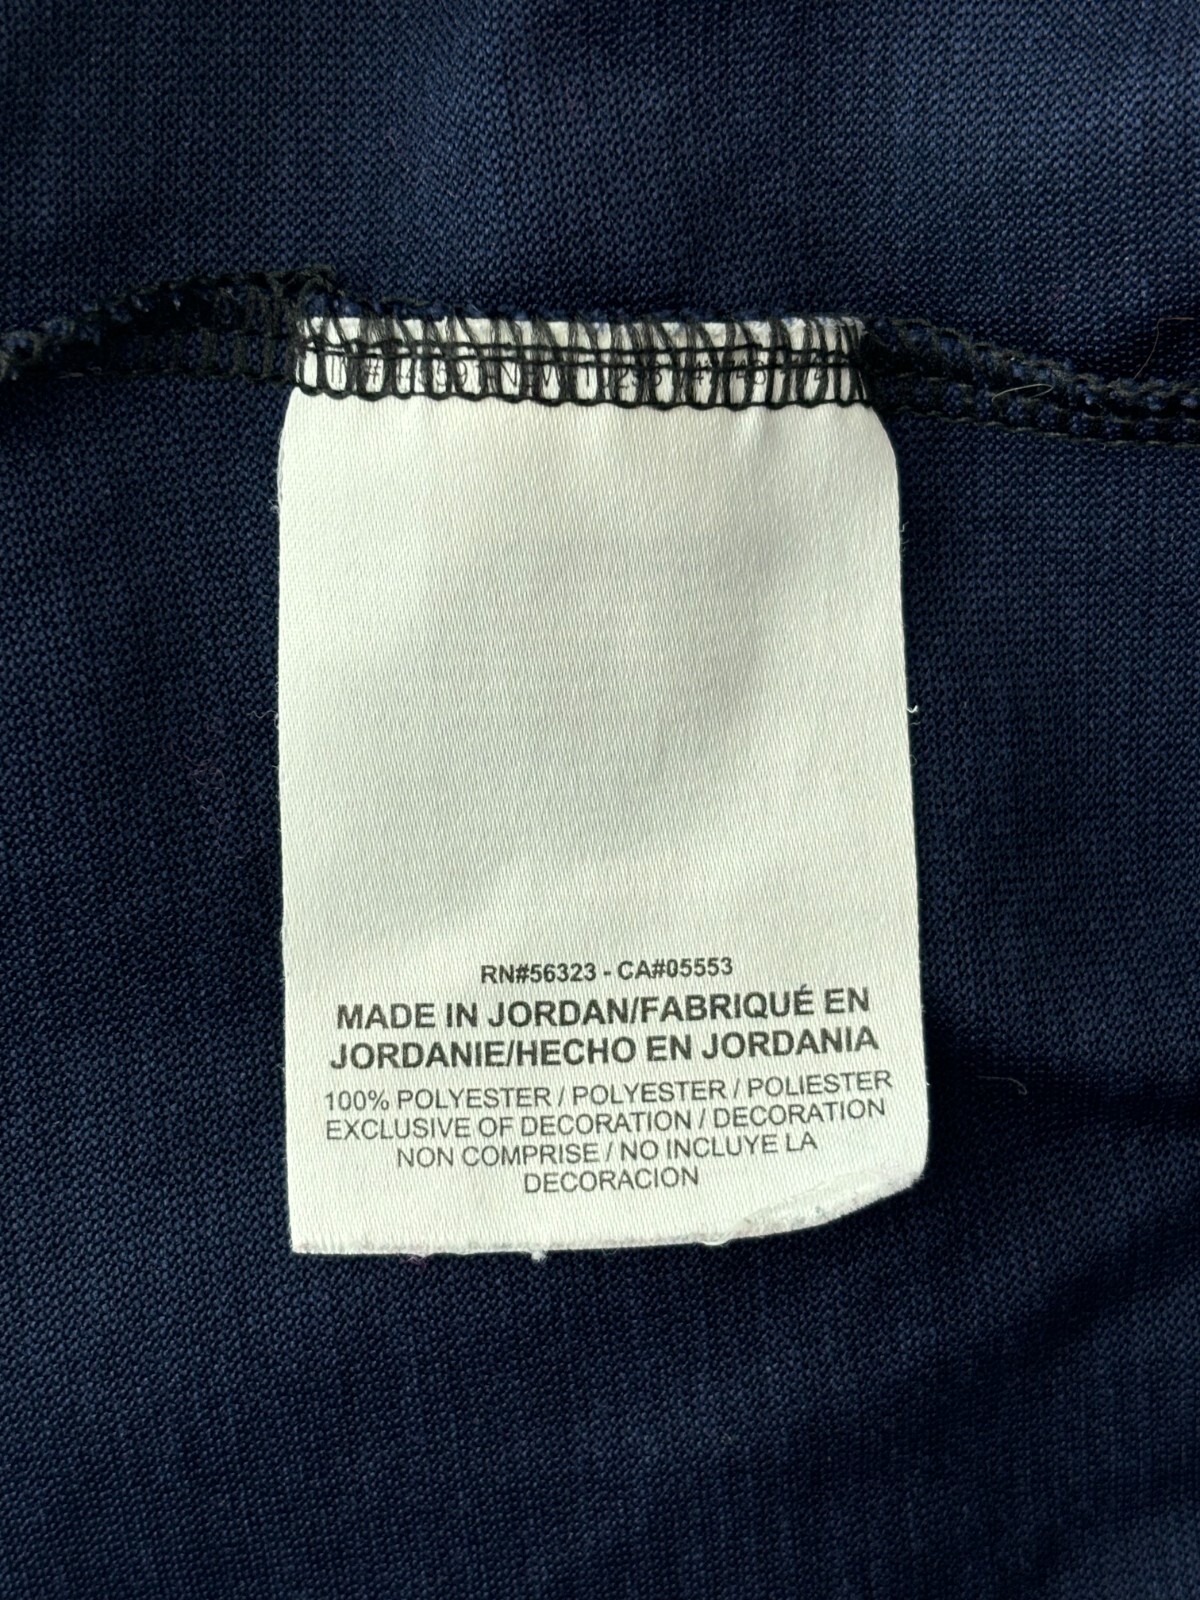 RN#56323 - CA#05553
MADE IN JORDAN/FABRIQUÉ EN
JORDANIE/HECHO EN JORDANIA
100% POLYESTER / POLYESTER / POLIESTER
EXCLUSIVE OF DECORATION / DECORATION
NON COMPRISE / NO INCLUYE LA
DECORACION